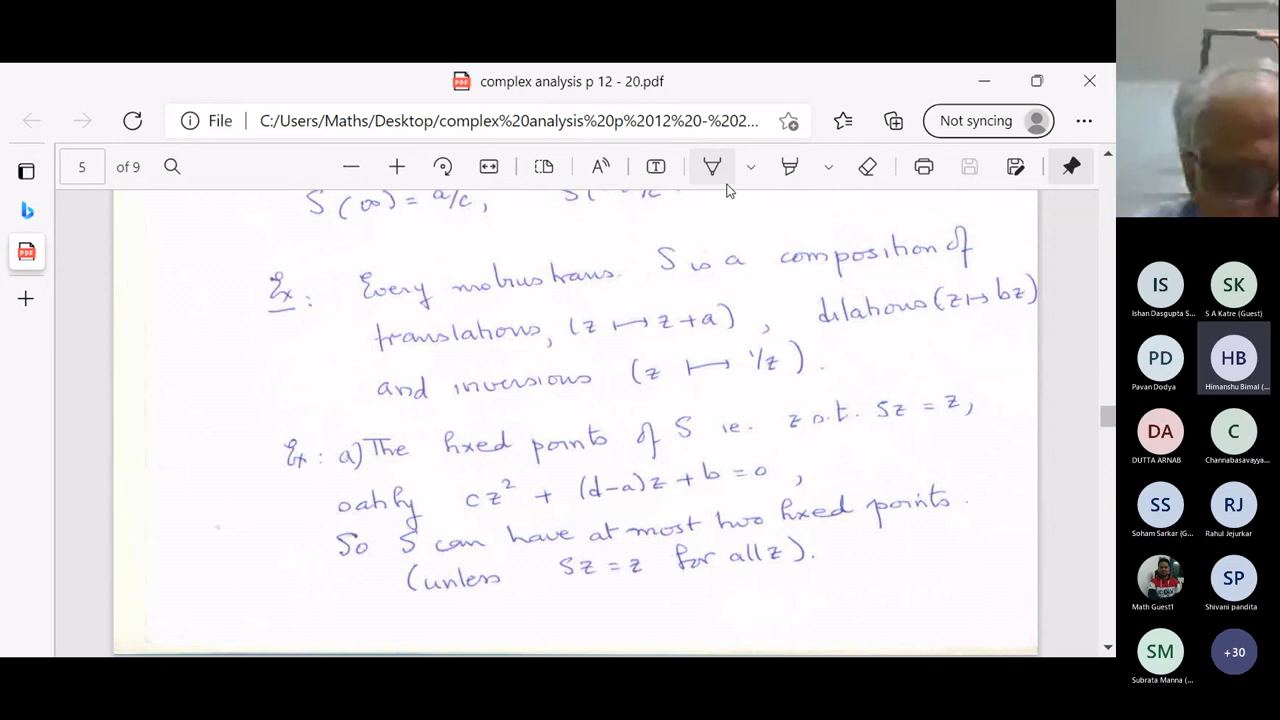 complex analysis p 12 - 20.pdf
File
C:/Users/Maths/Desktop/complex%20analysis%20p%2012%20-%202...
Not syncing
5 of 9
S(∞) = a/c,
Ex: Every mobius trans. S is a composition of
translations, (z ↦ z+a), dilations (z ↦ bz)
and inversions (z ↦ 1/z).
Ex: a) The fixed points of S ie. z s.t. Sz = z,
satisfy cz² + (d-a)z + b = 0,
So S can have at most two fixed points.
(unless Sz = z for all z).
IS
Ishan Dasgupta S...
SK
S A Katre (Guest)
PD
Pavan Dodya
HB
Himanshu Bimal (...
DA
DUTTA ARNAB
C
Channabasavayya...
SS
Soham Sarkar (G...
RJ
Rahul Jejurkar
Math Guest1
SP
Shivani pandita
SM
Subrata Manna (...
+30